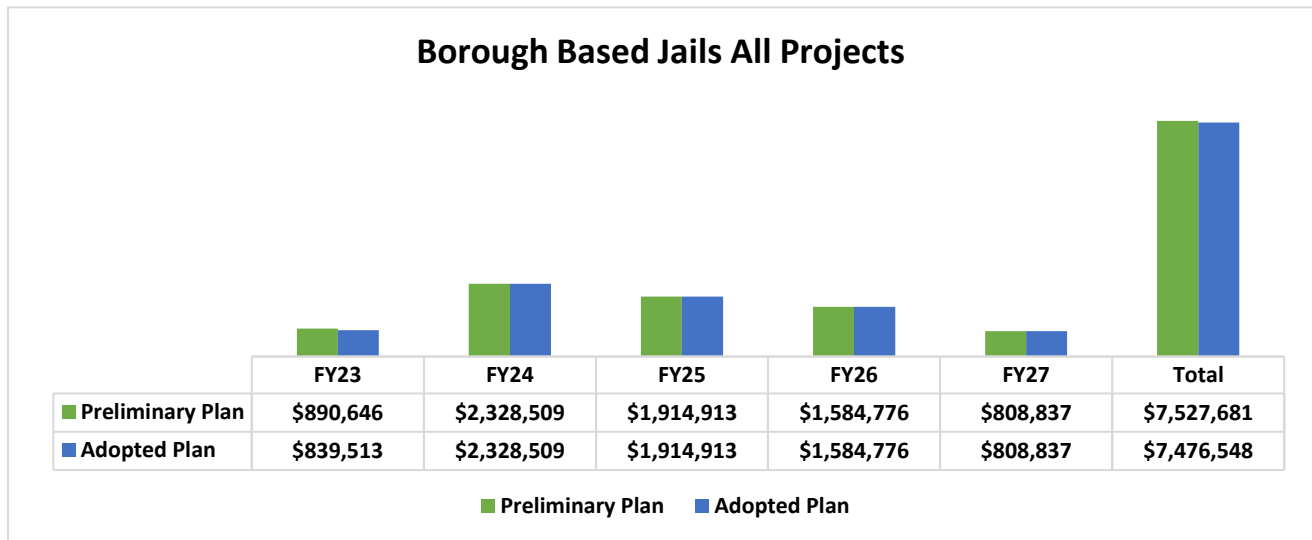 Borough Based Jails All Projects
FY23 FY24 FY25 FY26 FY27 Total
Preliminary Plan $890,646 $2,328,509 $1,914,913 $1,584,776 $808,837 $7,527,681
Adopted Plan $839,513 $2,328,509 $1,914,913 $1,584,776 $808,837 $7,476,548
Preliminary Plan Adopted Plan